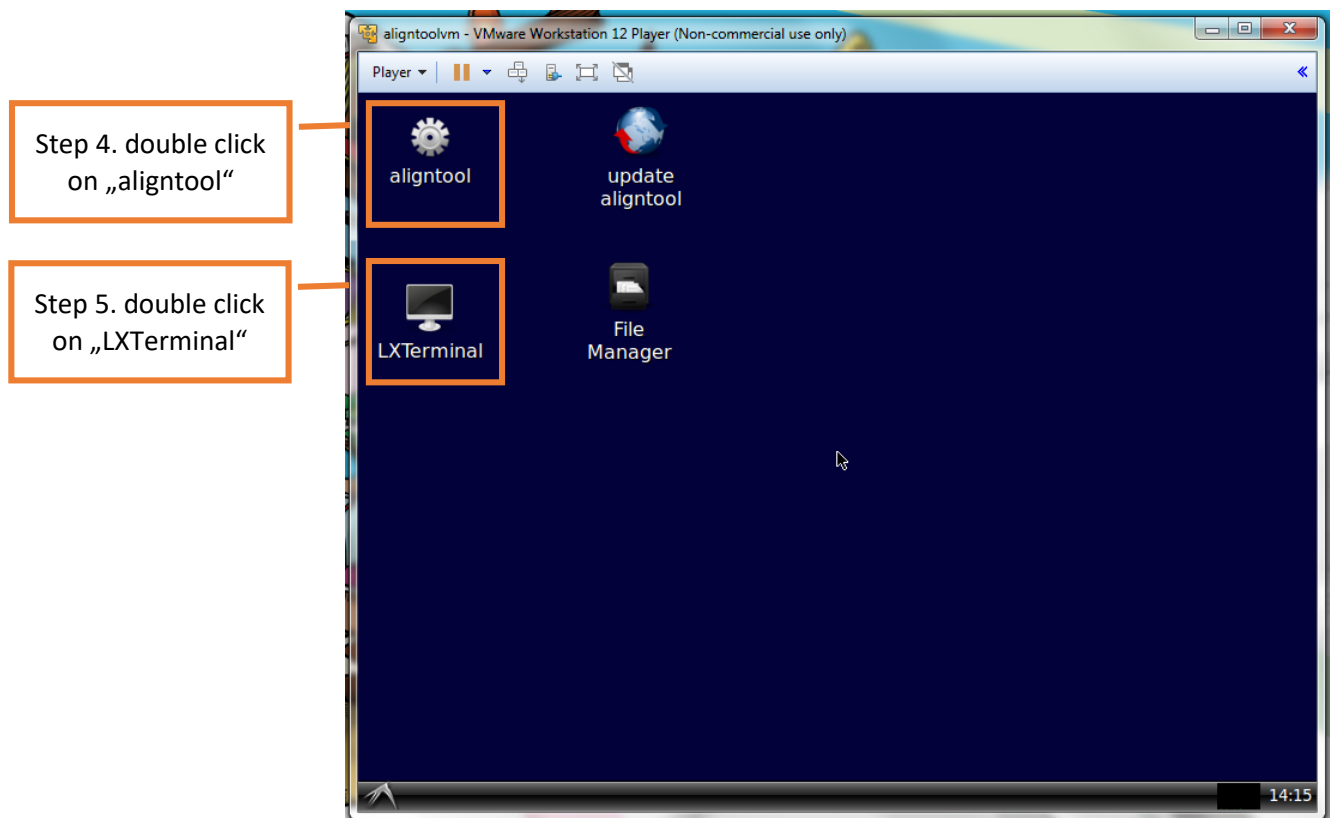 aligntoolvm - VMware Workstation 12 Player (Non-commercial use only)
Player
Step 4. double click
on „aligntool“
aligntool
update
aligntool
Step 5. double click
on „LXTerminal“
LXTerminal
File
Manager
14:15